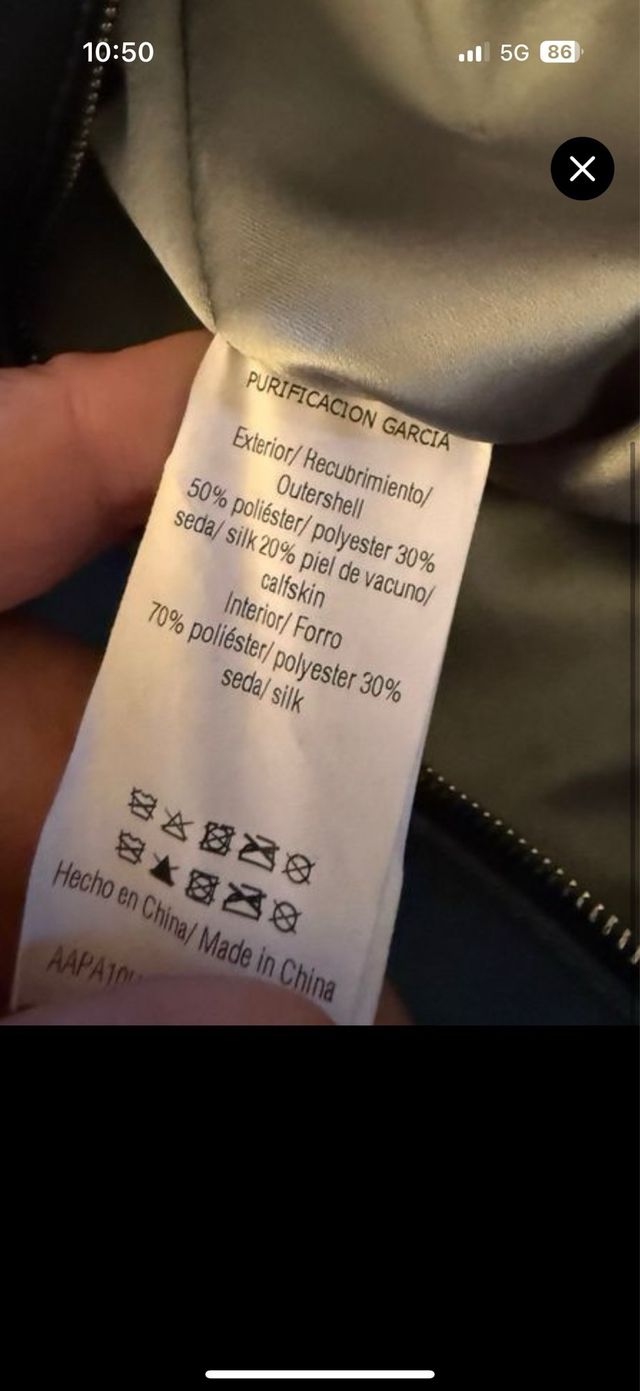 10:50
5G 86
PURIFICACION GARCIA
Exterior/ Recubrimiento/
Outershell
50% poliéster/ polyester 30%
seda/ silk 20% piel de vacuno/
calfskin
Interior/ Forro
70% poliéster/ polyester 30%
seda/ silk
Hecho en China/ Made in China